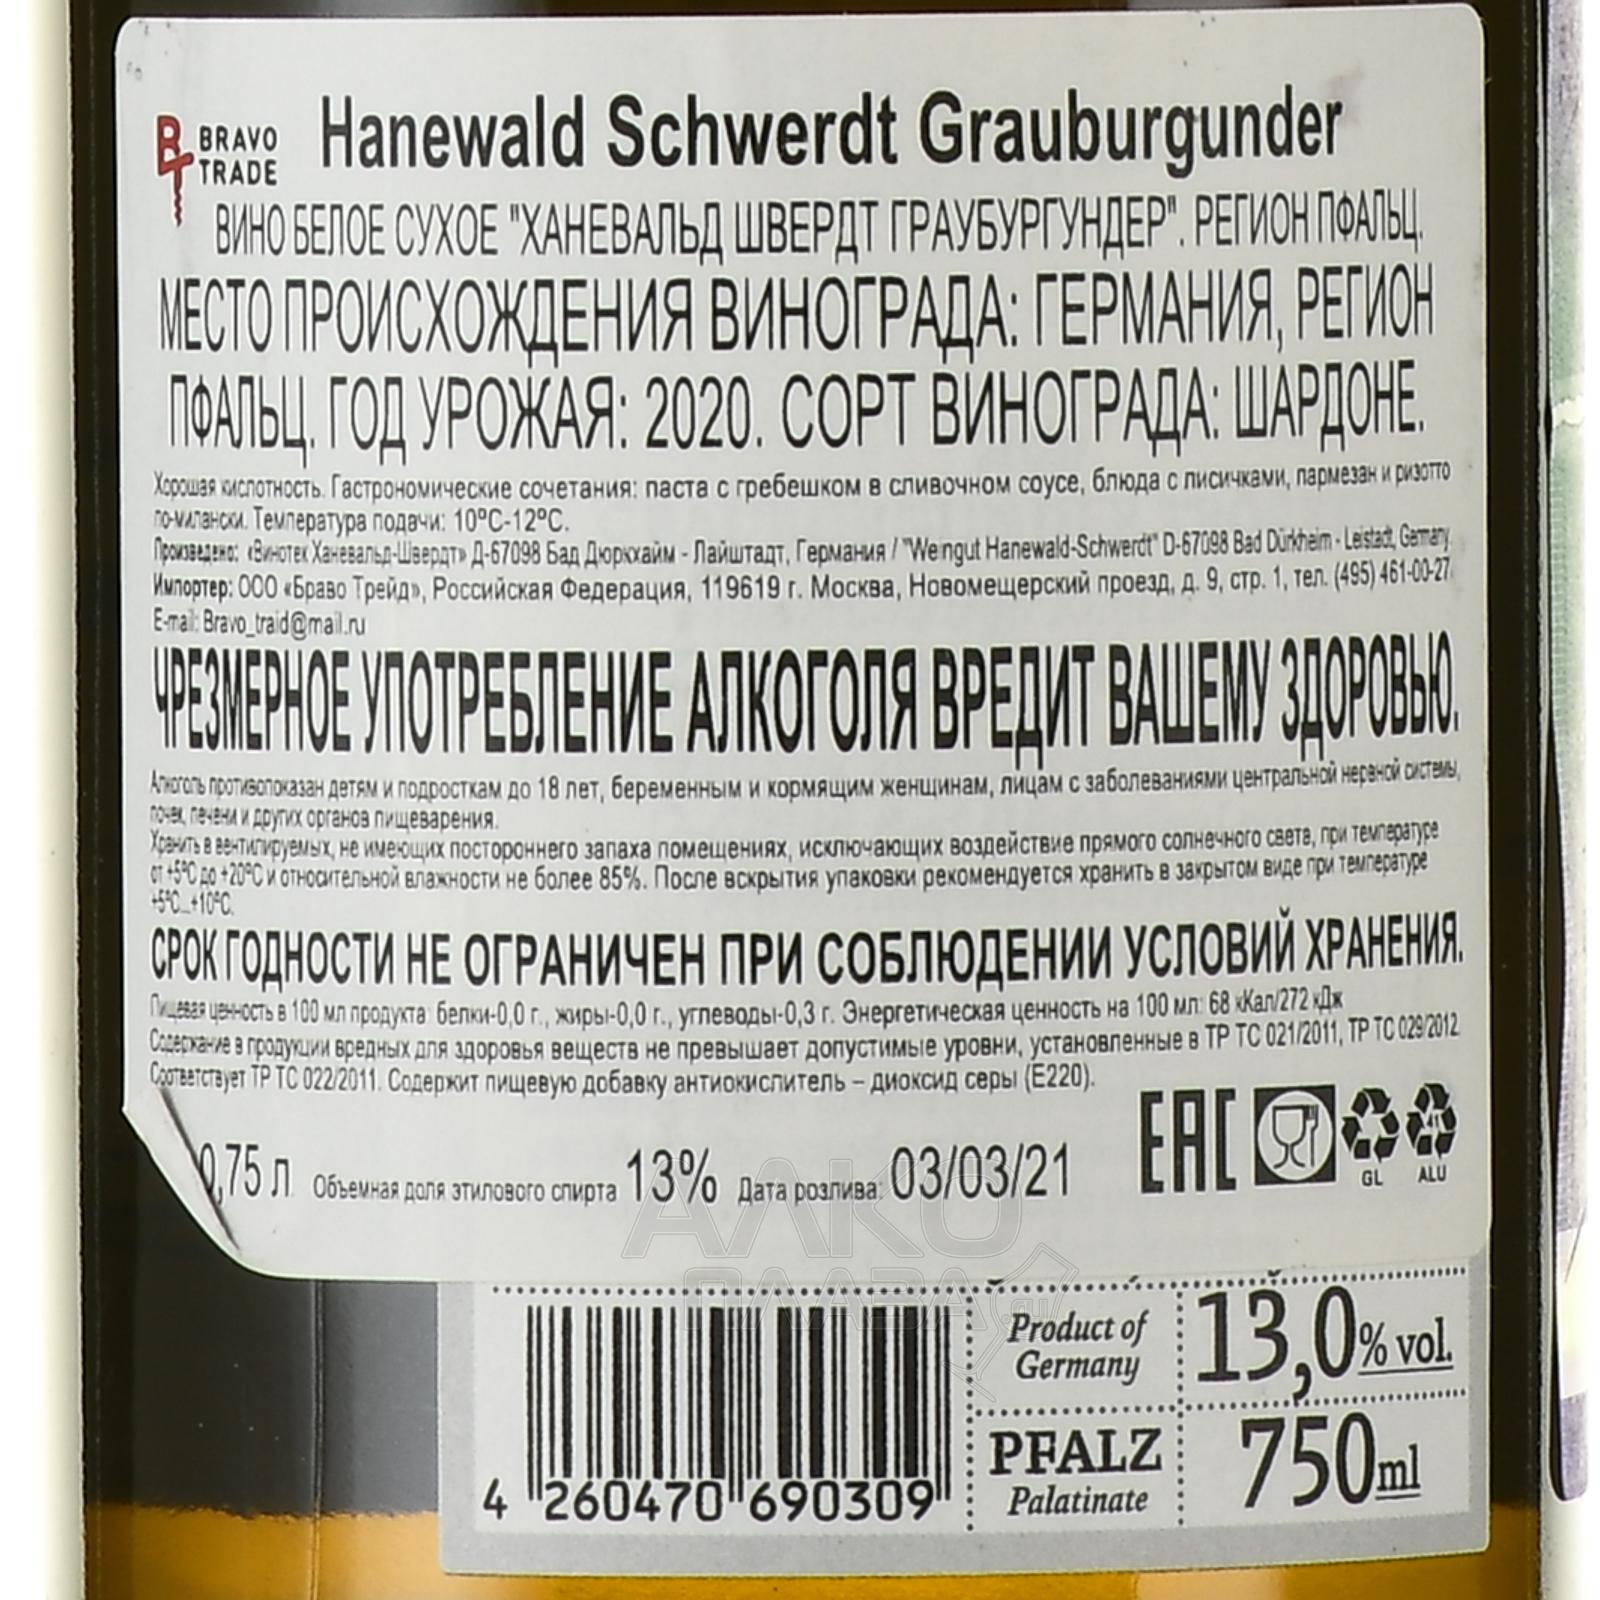 BRAVO
TRADE
Hanewald Schwerdt Grauburgunder
ВИНО БЕЛОЕ СУХОЕ "ХАНЕВАЛЬД ШВЕРДТ ГРАУБУРГУНДЕР". РЕГИОН ПФАЛЬЦ.
МЕСТО ПРОИСХОЖДЕНИЯ ВИНОГРАДА: ГЕРМАНИЯ, РЕГИОН
ПФАЛЬЦ. ГОД УРОЖАЯ: 2020. СОРТ ВИНОГРАДА: ШАРДОНЕ.
Хорошая кислотность. Гастрономические сочетания: паста с гребешком в сливочном соусе, блюда с лисичками, пармезан и ризотто
по-милански. Температура подачи: 10ºС-12ºС.
Произведено: «Винотек Ханевальд-Швердт» Д-67098 Бад Дюркхайм - Лайштадт, Германия / "Weingut Hanewald-Schwerdt" D-67098 Bad Dürkheim - Leistadt, Germany.
Импортер: ООО «Браво Трейд», Российская Федерация, 119619 г. Москва, Новомещерский проезд, д. 9, стр. 1, тел. (495) 461-00-27.
E-mail: Bravo_traid@mail.ru
ЧРЕЗМЕРНОЕ УПОТРЕБЛЕНИЕ АЛКОГОЛЯ ВРЕДИТ ВАШЕМУ ЗДОРОВЬЮ.
Алкоголь противопоказан детям и подросткам до 18 лет, беременным и кормящим женщинам, лицам с заболеваниями центральной нервной системы,
почек, печени и других органов пищеварения.
Хранить в вентилируемых, не имеющих постороннего запаха помещениях, исключающих воздействие прямого солнечного света, при температуре
от +5ºС до +20ºС и относительной влажности не более 85%. После вскрытия упаковки рекомендуется хранить в закрытом виде при температуре
+5ºС...+10ºС.
СРОК ГОДНОСТИ НЕ ОГРАНИЧЕН ПРИ СОБЛЮДЕНИИ УСЛОВИЙ ХРАНЕНИЯ.
Пищевая ценность в 100 мл продукта: белки-0,0 г., жиры-0,0 г., углеводы-0,3 г. Энергетическая ценность на 100 мл: 68 кКал/272 кДж
Содержание в продукции вредных для здоровья веществ не превышает допустимые уровни, установленные в ТР ТС 021/2011, ТР ТС 029/2012
Соответствует ТР ТС 022/2011. Содержит пищевую добавку антиокислитель – диоксид серы (Е220).
EAC
GL
41
ALU
0,75 л Объемная доля этилового спирта 13% Дата розлива: 03/03/21
АЛКО
ПЛАЗА
.ru
Product of
Germany
13,0% vol.
PFALZ
Palatinate
750ml
4 260470 690309